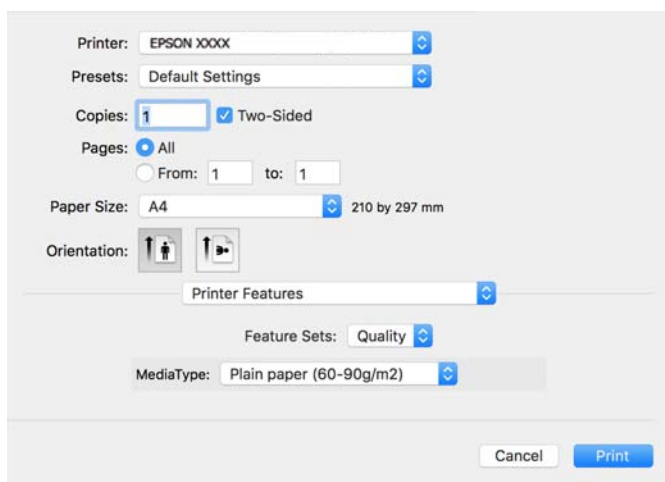 Printer: EPSON XXXX
Presets: Default Settings
Copies: 1 Two-Sided
Pages: All
From: 1 to: 1
Paper Size: A4 210 by 297 mm
Orientation:
Printer Features
Feature Sets: Quality
MediaType: Plain paper (60-90g/m2)
Cancel Print